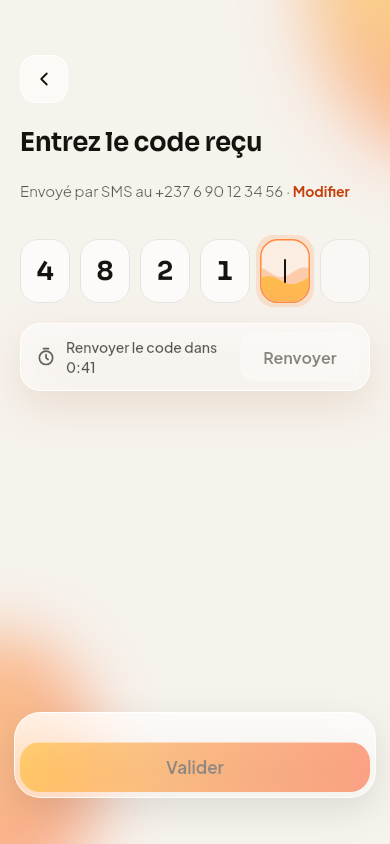 Entrez le code reçu
Envoyé par SMS au +237 6 90 12 34 56 · Modifier
4 8 2 1
Renvoyer le code dans
0:41
Renvoyer
Valider